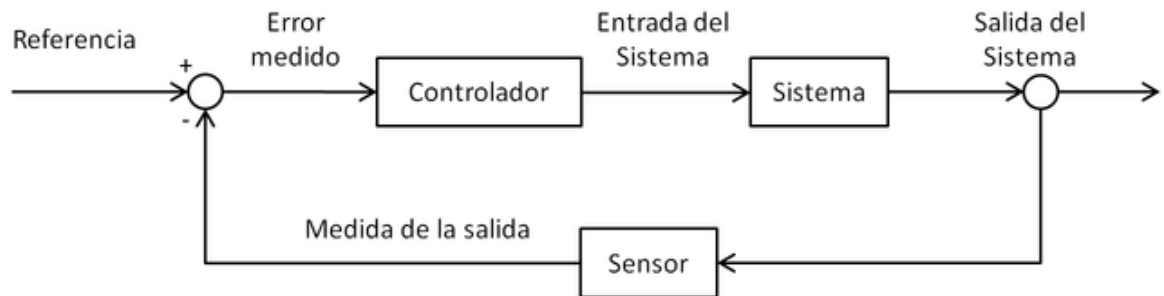 Referencia
+
-
Error
medido
Controlador
Entrada del
Sistema
Sistema
Salida del
Sistema
Medida de la salida
Sensor